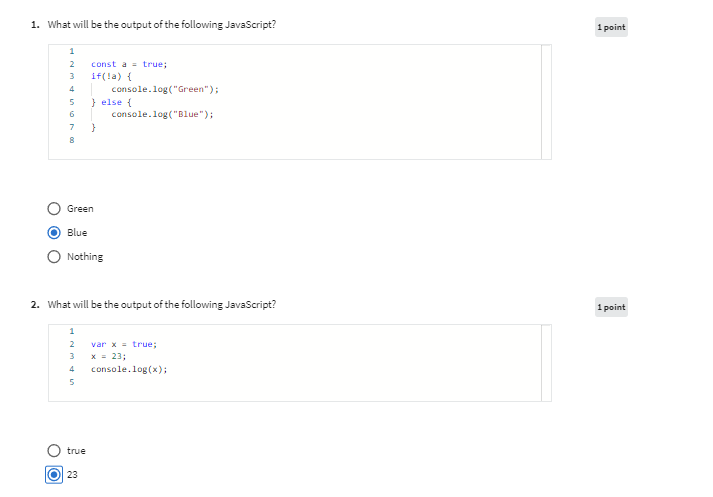 1. What will be the output of the following JavaScript?
1 point
1
2 const a = true;
3 if(!a) {
4 console.log("Green");
5 } else {
6 console.log("Blue");
7 }
8
Green
Blue
Nothing
2. What will be the output of the following JavaScript?
1 point
1
2 var x = true;
3 x = 23;
4 console.log(x);
5
true
23